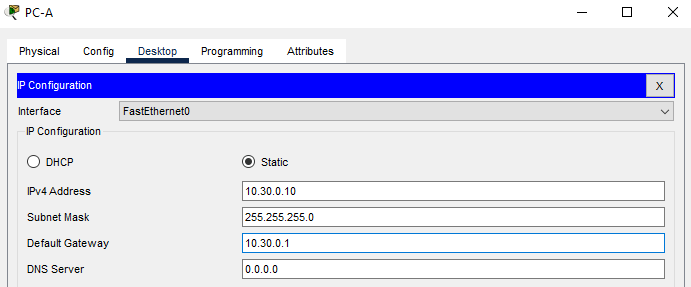 PC-A
Physical Config Desktop Programming Attributes
IP Configuration X
Interface FastEthernet0
IP Configuration
DHCP Static
IPv4 Address 10.30.0.10
Subnet Mask 255.255.255.0
Default Gateway 10.30.0.1
DNS Server 0.0.0.0